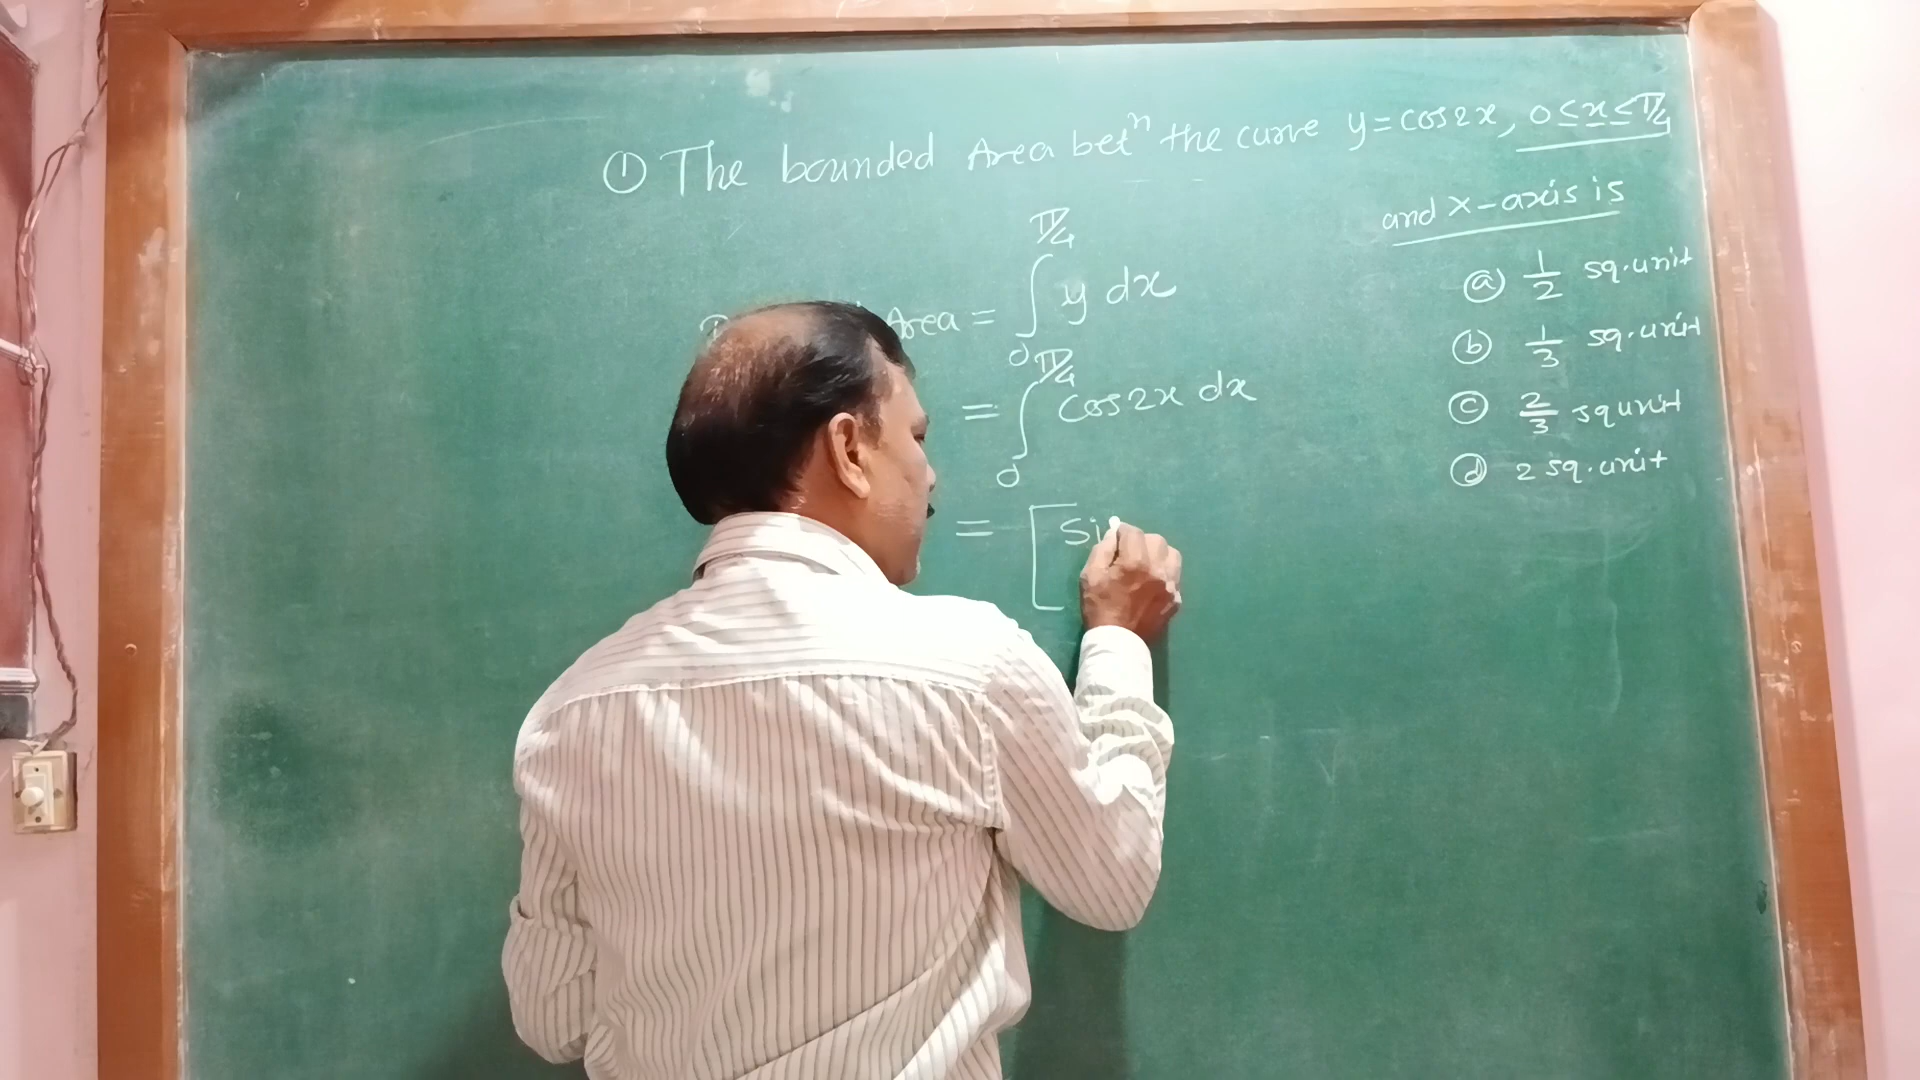 ① The bounded Area betⁿ the curve y = cos2x, 0 ≤ x ≤ π/4
and X-axis is
Area = ∫₀^(π/4) y dx
= ∫₀^(π/4) cos2x dx
= [ Si
ⓐ 1/2 sq.unit
ⓑ 1/3 sq.unit
ⓒ 2/3 sq unit
ⓓ 2 sq.unit